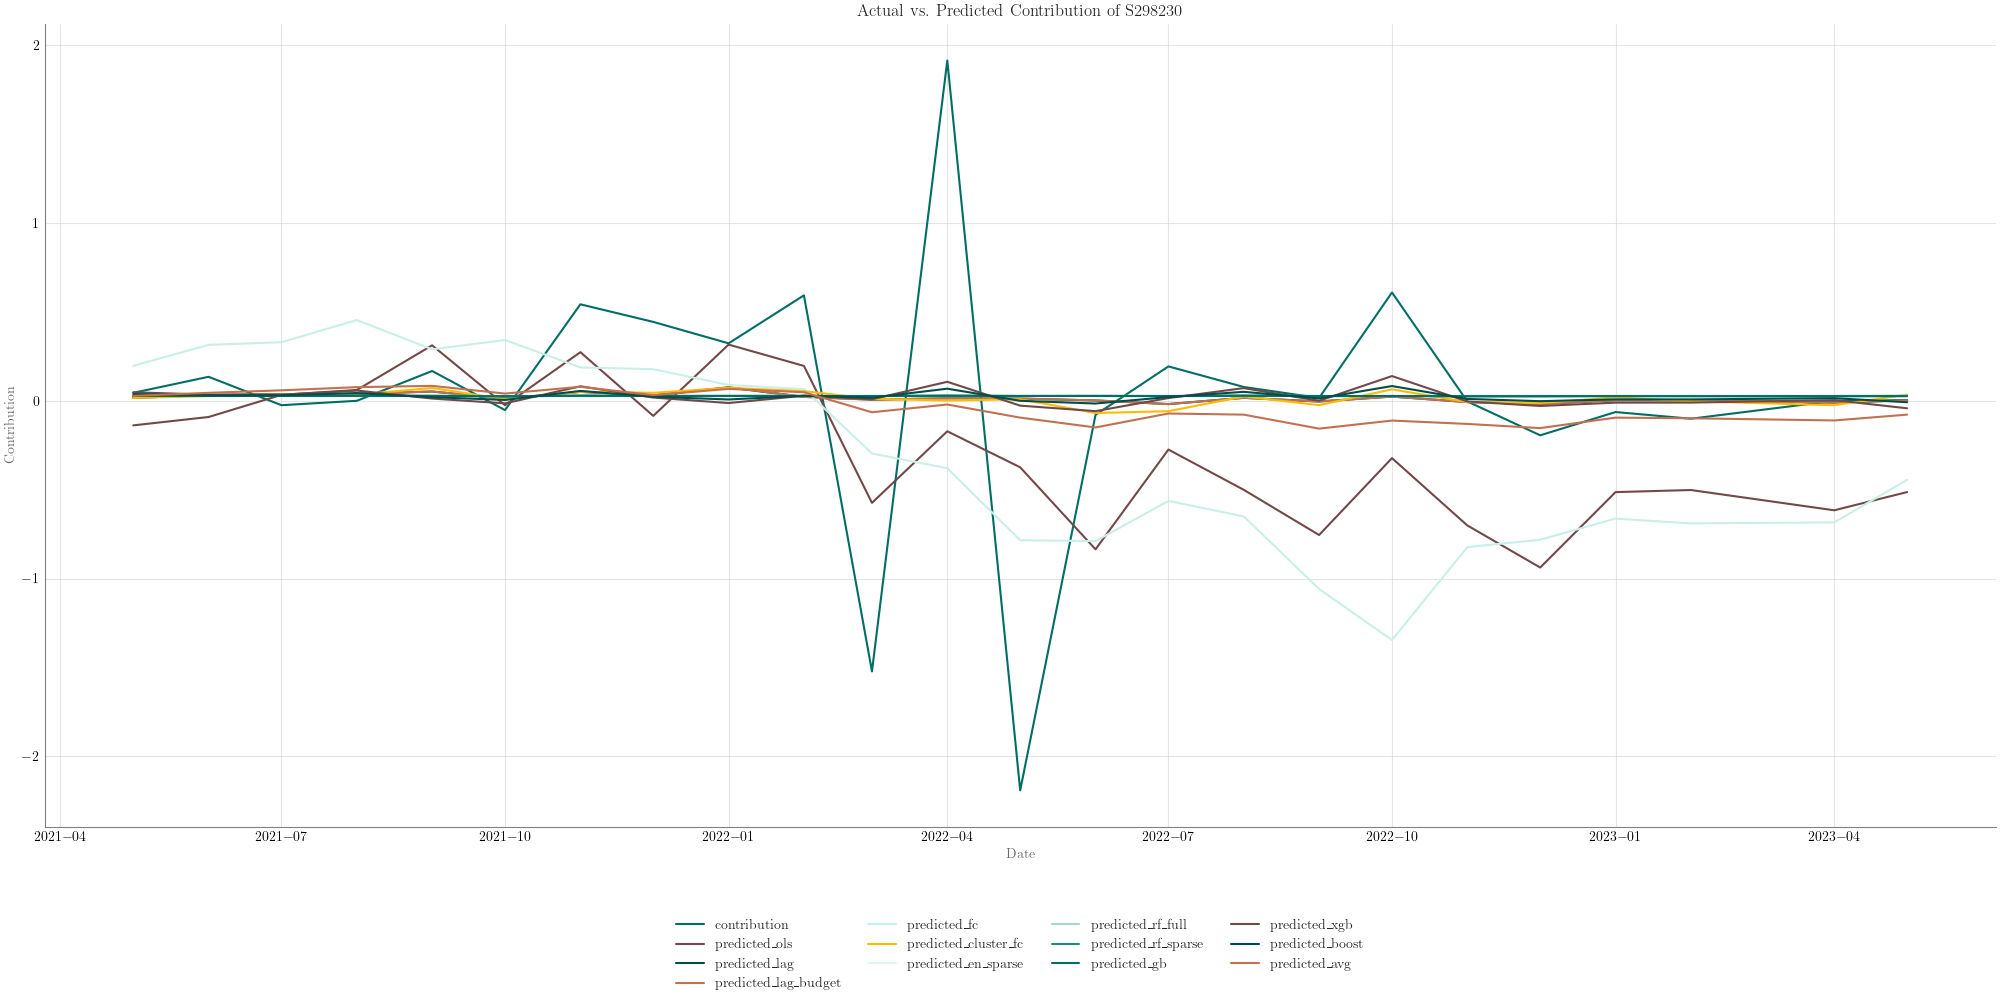 Actual vs. Predicted Contribution of S298230
2
1
0
−1
−2
Contribution
2021−04 2021−07 2021−10 2022−01 2022−04 2022−07 2022−10 2023−01 2023−04
Date
contribution predicted_fc predicted_rf_full predicted_xgb
predicted_ols predicted_cluster_fc predicted_rf_sparse predicted_boost
predicted_lag predicted_en_sparse predicted_gb predicted_avg
predicted_lag_budget